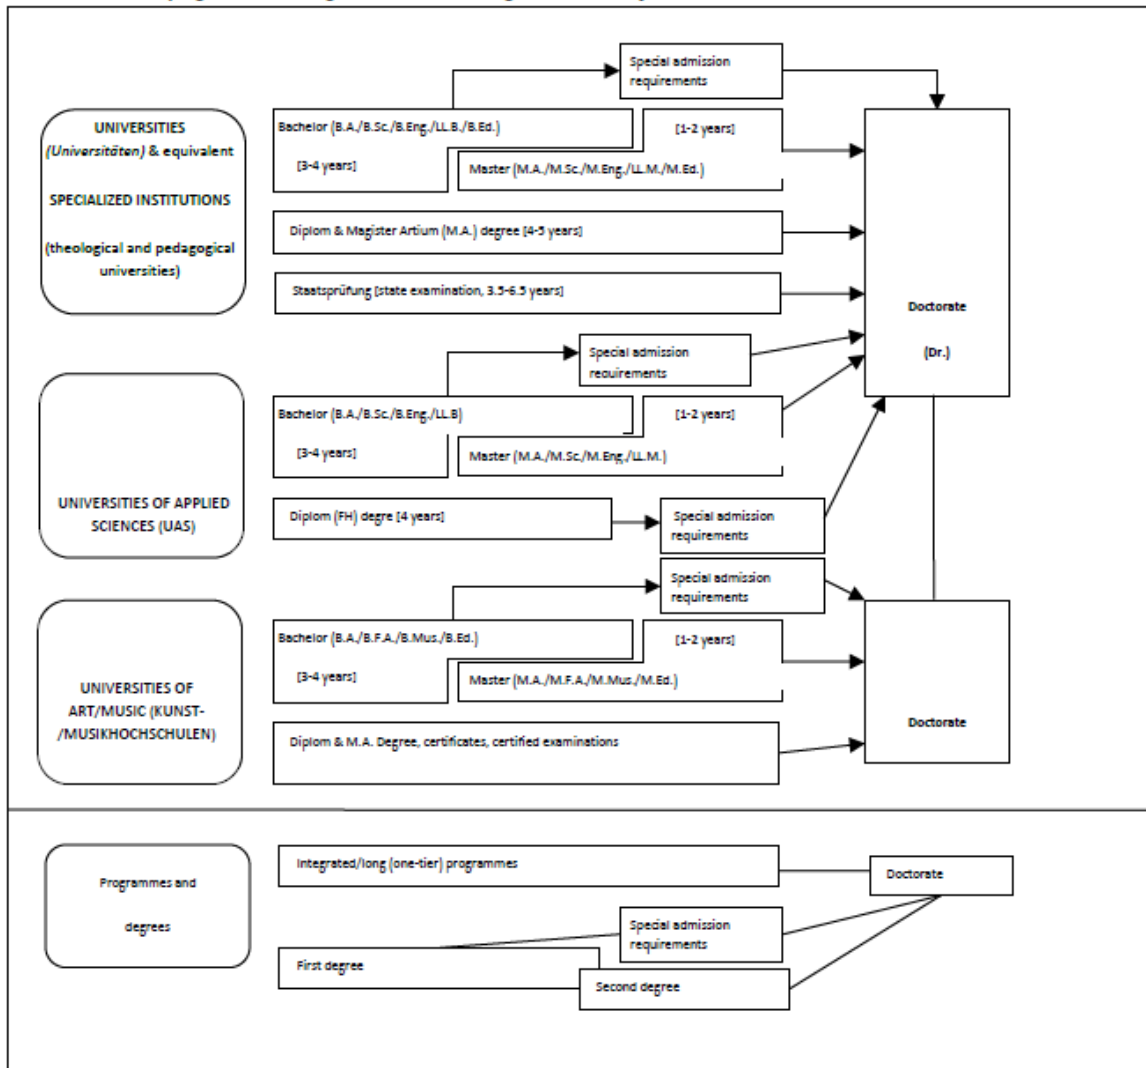 Special admission
requirements
UNIVERSITIES
(Universitäten) & equivalent
SPECIALIZED INSTITUTIONS
(theological and pedagogical
universities)
Bachelor (B.A./B.Sc./B.Eng./LL.B./B.Ed.)
[3-4 years]
[1-2 years]
Master (M.A./M.Sc./M.Eng./LL.M./M.Ed.)
Diplom & Magister Artium (M.A.) degree [4-5 years]
Staatsprüfung [state examination, 3.5-6.5 years]
Doctorate
(Dr.)
Special admission
requirements
UNIVERSITIES OF APPLIED
SCIENCES (UAS)
Bachelor (B.A./B.Sc./B.Eng./LL.B)
[3-4 years]
[1-2 years]
Master (M.A./M.Sc./M.Eng./LL.M.)
Diplom (FH) degre [4 years]
Special admission
requirements
Special admission
requirements
UNIVERSITIES OF
ART/MUSIC (KUNST-
/MUSIKHOCHSCHULEN)
Bachelor (B.A./B.F.A./B.Mus./B.Ed.)
[3-4 years]
[1-2 years]
Master (M.A./M.F.A./M.Mus./M.Ed.)
Diplom & M.A. Degree, certificates, certified examinations
Doctorate
Programmes and
degrees
Integrated/long (one-tier) programmes
Doctorate
Special admission
requirements
First degree
Second degree